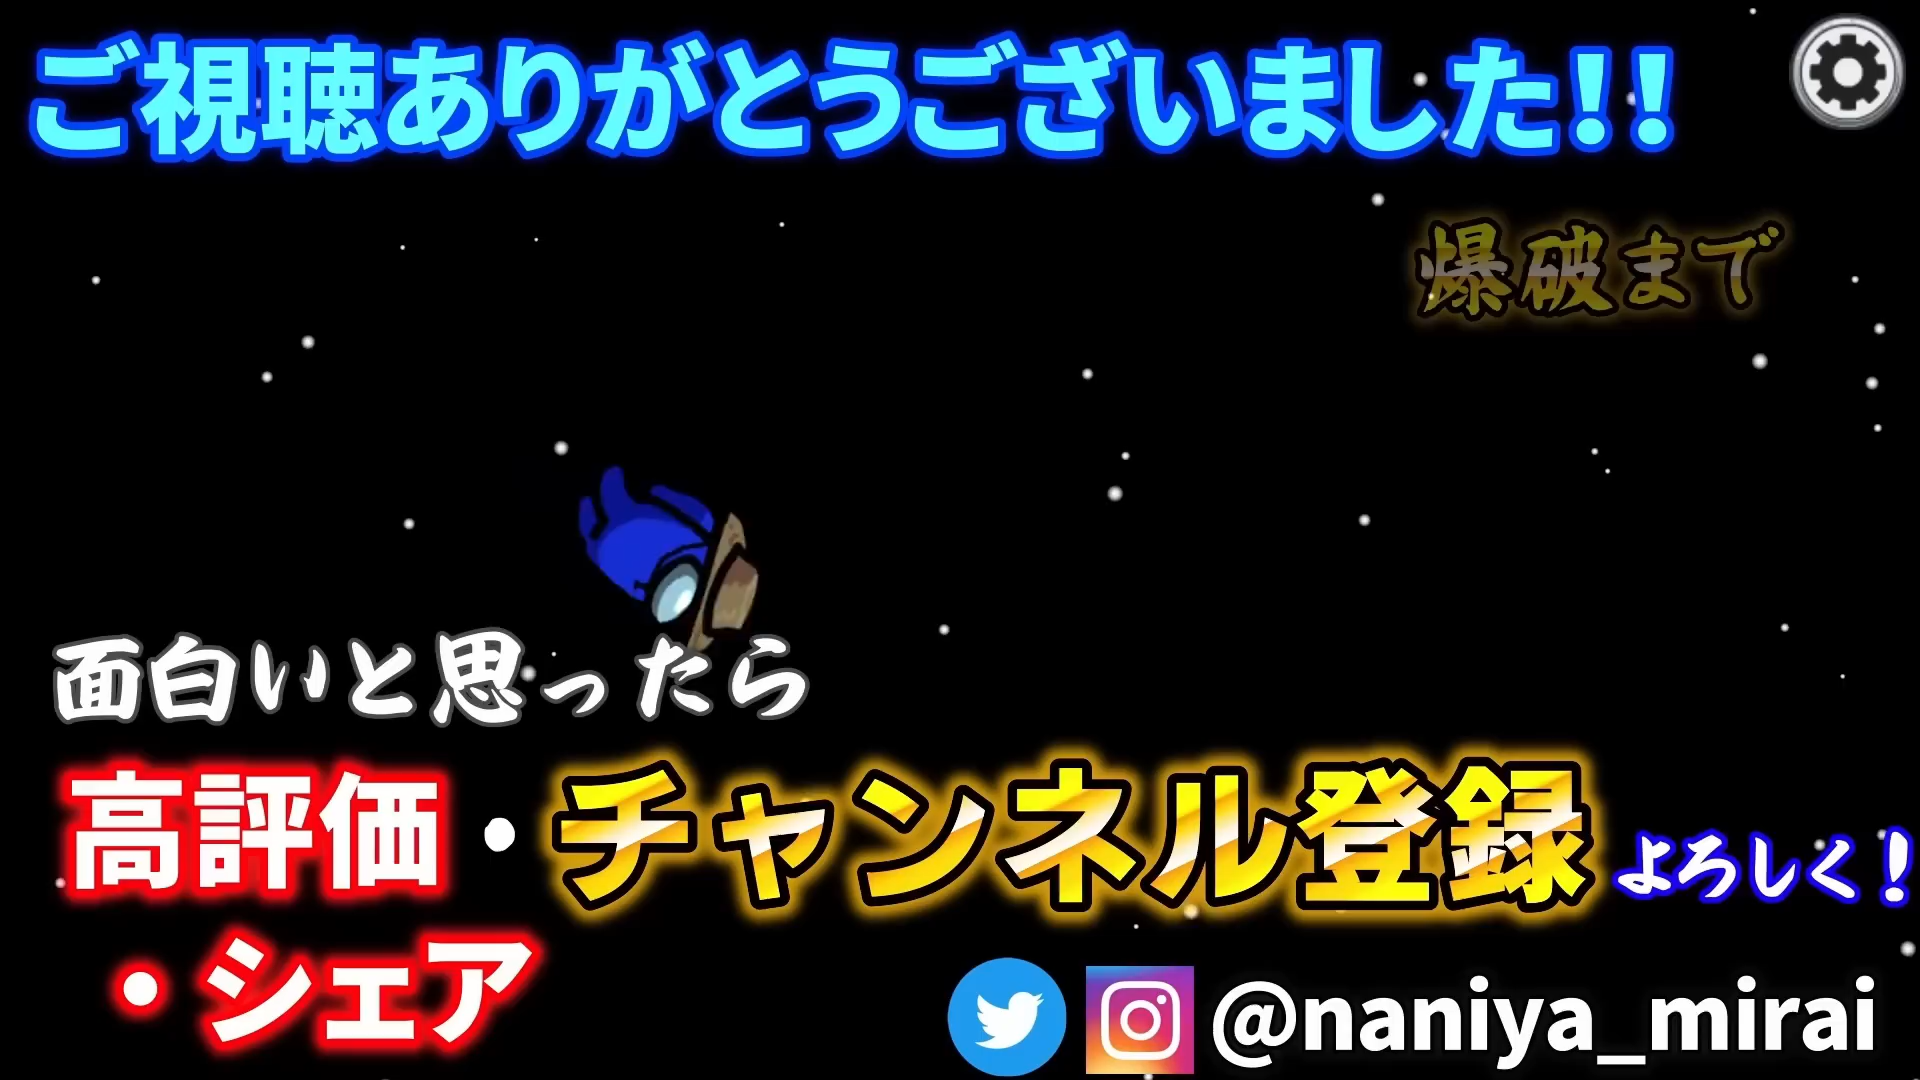 ご視聴ありがとうございました!!
爆破まで
面白いと思ったら
高評価・チャンネル登録よろしく!
・シェア
@naniya_mirai